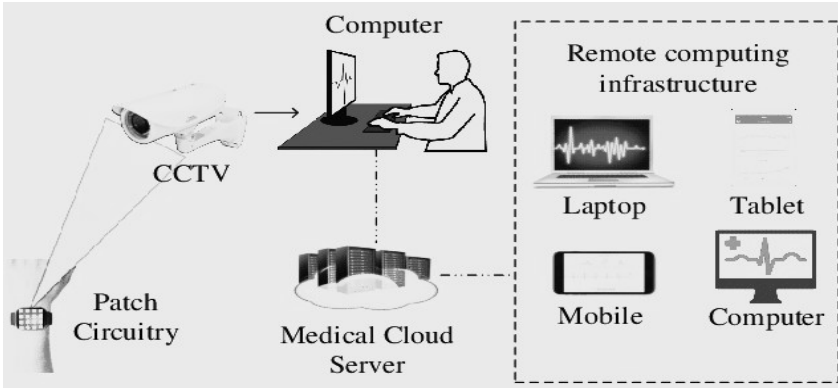 Computer
Remote computing
infrastructure
CCTV
Laptop
Tablet
Patch
Circuitry
Medical Cloud
Server
Mobile
Computer